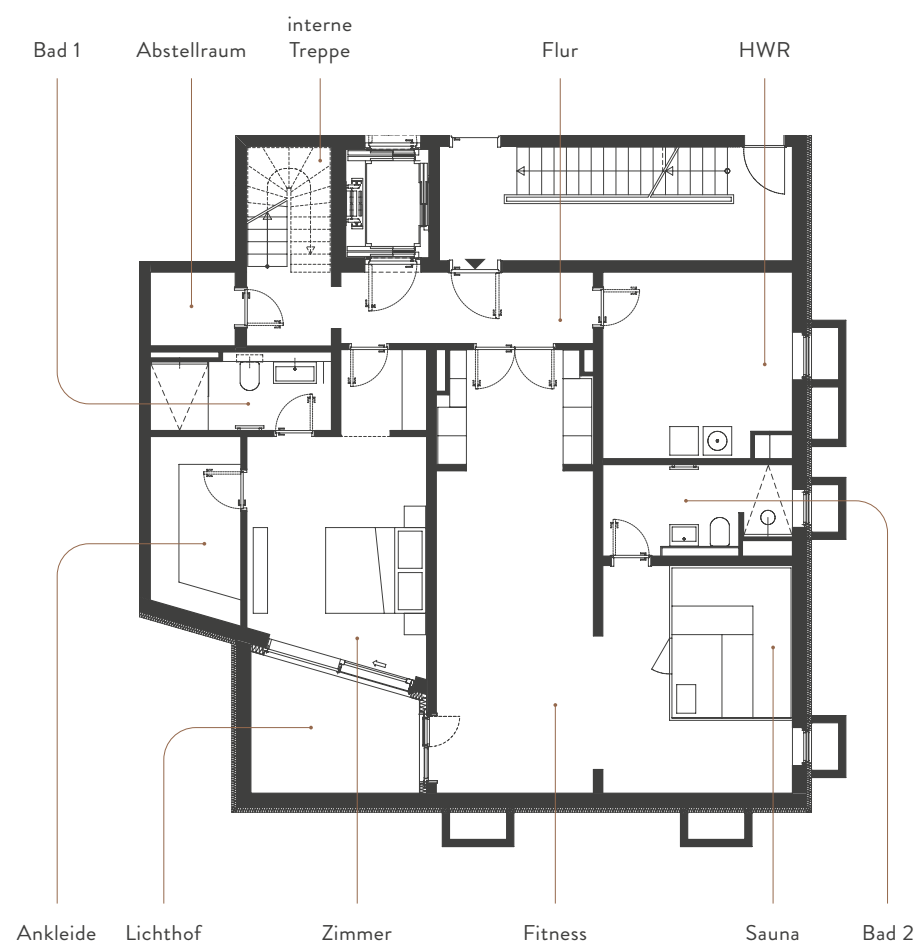 interne
Bad 1
Abstellraum
Treppe
Flur
HWR
Ankleide
Lichthof
Zimmer
Fitness
Sauna
Bad 2